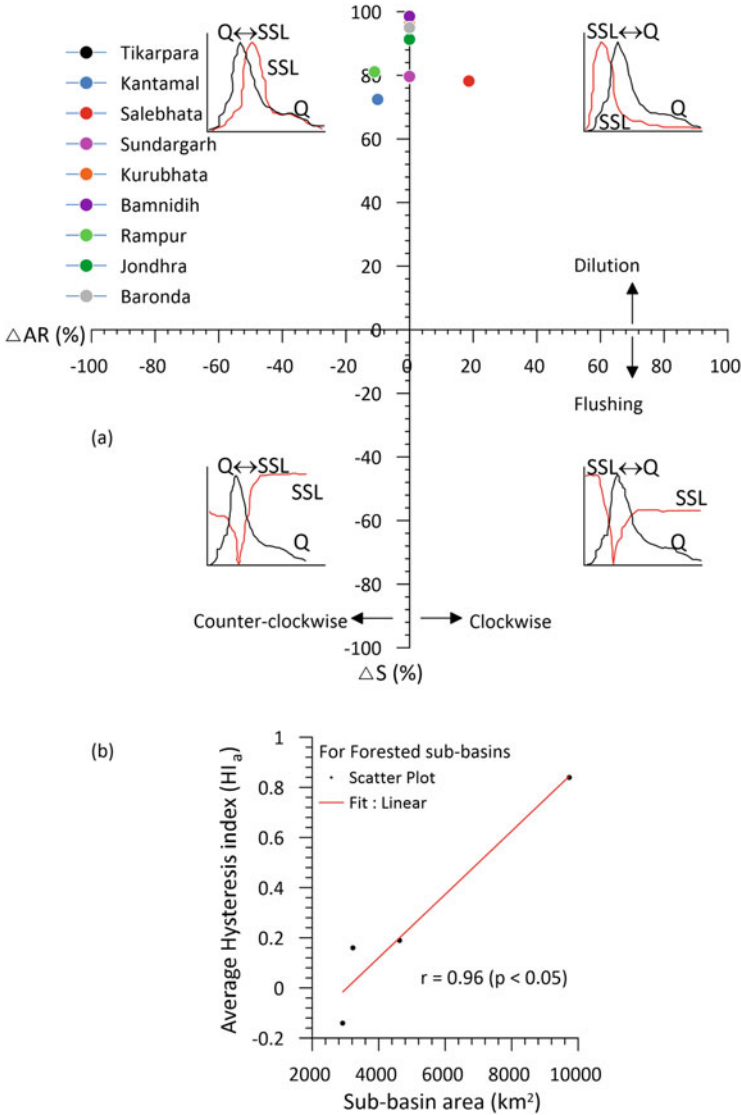 100
Q↔SSL
SSL
Q
SSL↔Q
SSL
Q
Tikarpara
Kantamal
Salebhata
Sundargarh
Kurubhata
Bamnidih
Rampur
Jondhra
Baronda
80
60
40
20
0
Dilution
△AR (%)
-100 -80 -60 -40 -20 0 20 40 60 80 100
Flushing
-20
(a)
-40
Q↔SSL
SSL
Q
SSL↔Q
SSL
Q
-60
-80
Counter-clockwise
Clockwise
-100
△S (%)
(b)
Average Hysteresis index (HIa)
1
0.8
0.6
0.4
0.2
0
-0.2
For Forested sub-basins
Scatter Plot
Fit : Linear
r = 0.96 (p < 0.05)
2000 4000 6000 8000 10000
Sub-basin area (km²)